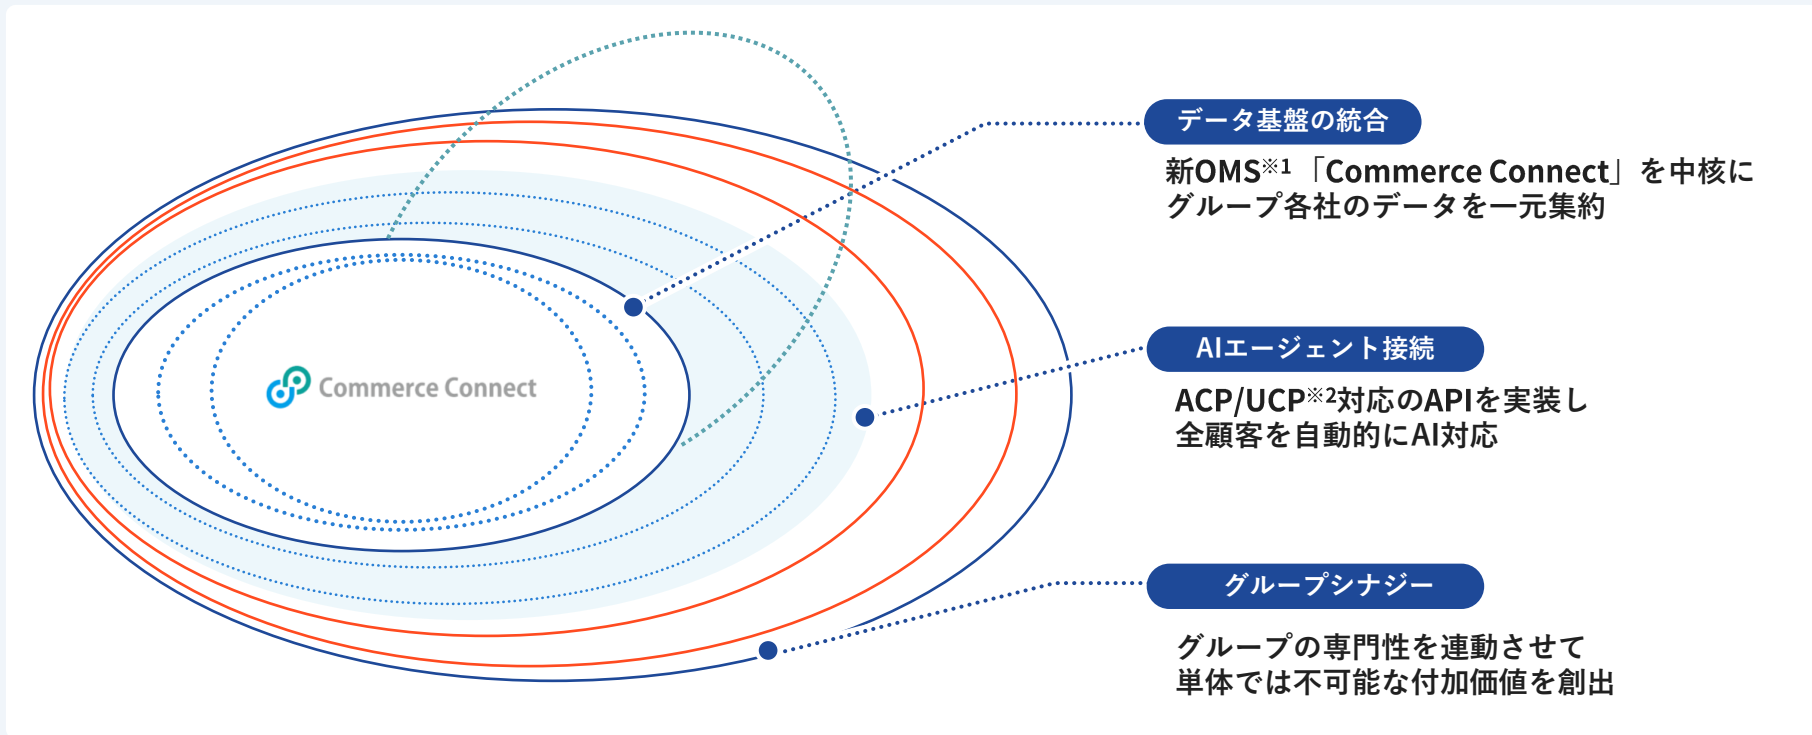 データ基盤の統合
新OMS※1「Commerce Connect」を中核に
グループ各社のデータを一元集約
Commerce Connect
AIエージェント接続
ACP/UCP※2対応のAPIを実装し
全顧客を自動的にAI対応
グループシナジー
グループの専門性を連動させて
単体では不可能な付加価値を創出